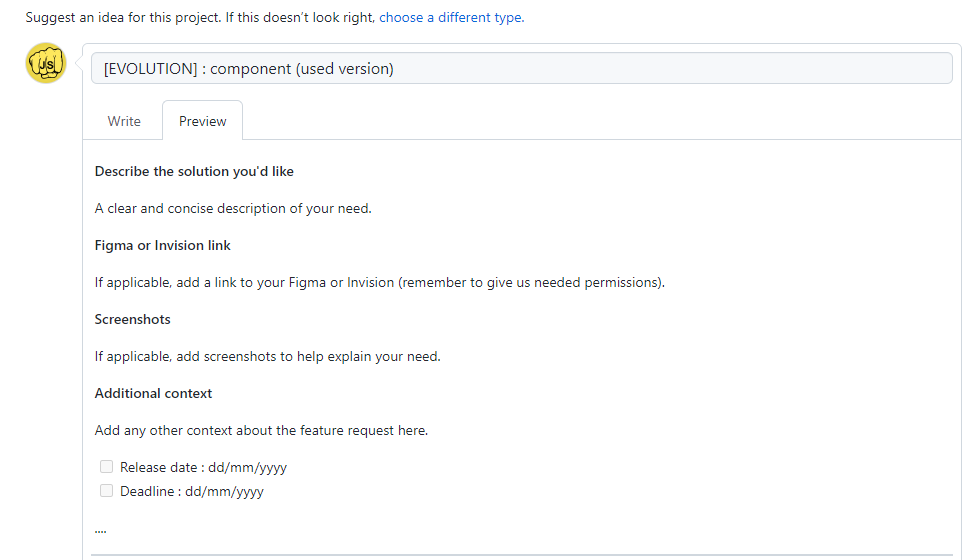 Suggest an idea for this project. If this doesn't look right, choose a different type.
JS
[EVOLUTION] : component (used version)
Write Preview
Describe the solution you'd like
A clear and concise description of your need.
Figma or Invision link
If applicable, add a link to your Figma or Invision (remember to give us needed permissions).
Screenshots
If applicable, add screenshots to help explain your need.
Additional context
Add any other context about the feature request here.
Release date : dd/mm/yyyy
Deadline : dd/mm/yyyy
....